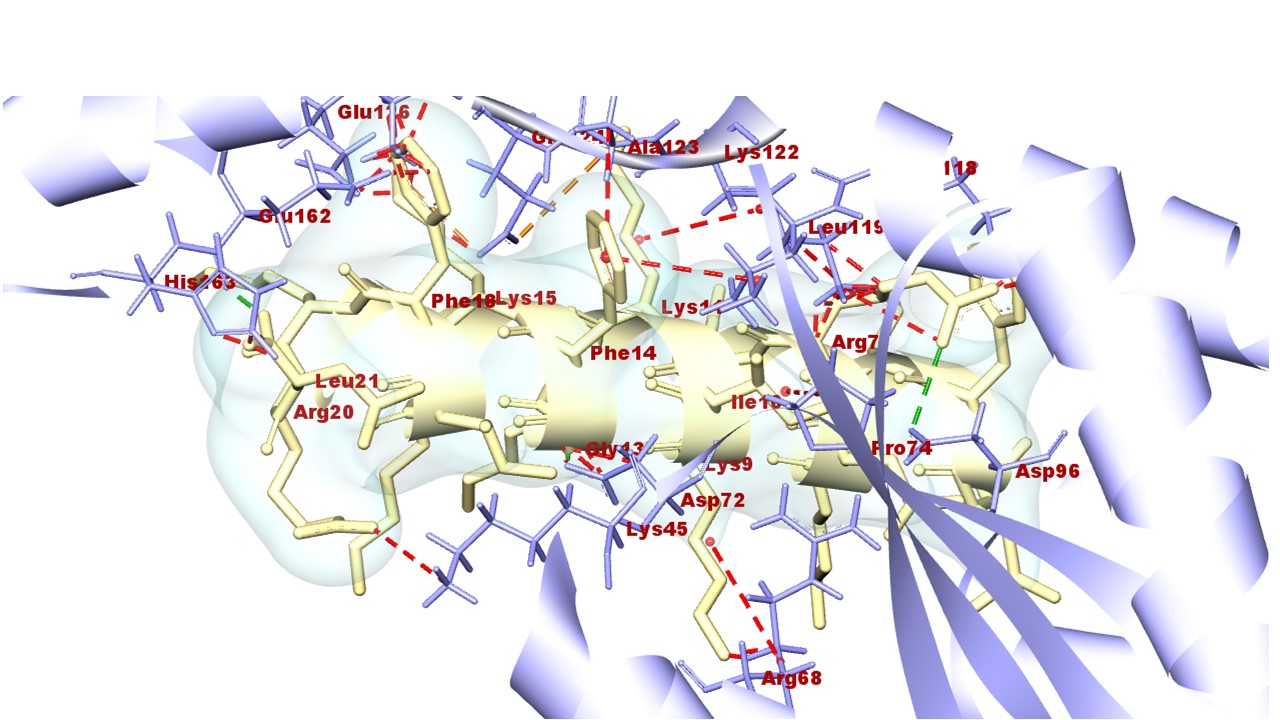 Glu126
Ala123
Lys122
Glu162
Leu119
His163
Phe18
Lys15
Arg7
Phe14
Leu21
Arg20
Gly13
Pro74
Lys9
Asp96
Asp72
Lys45
Arg68